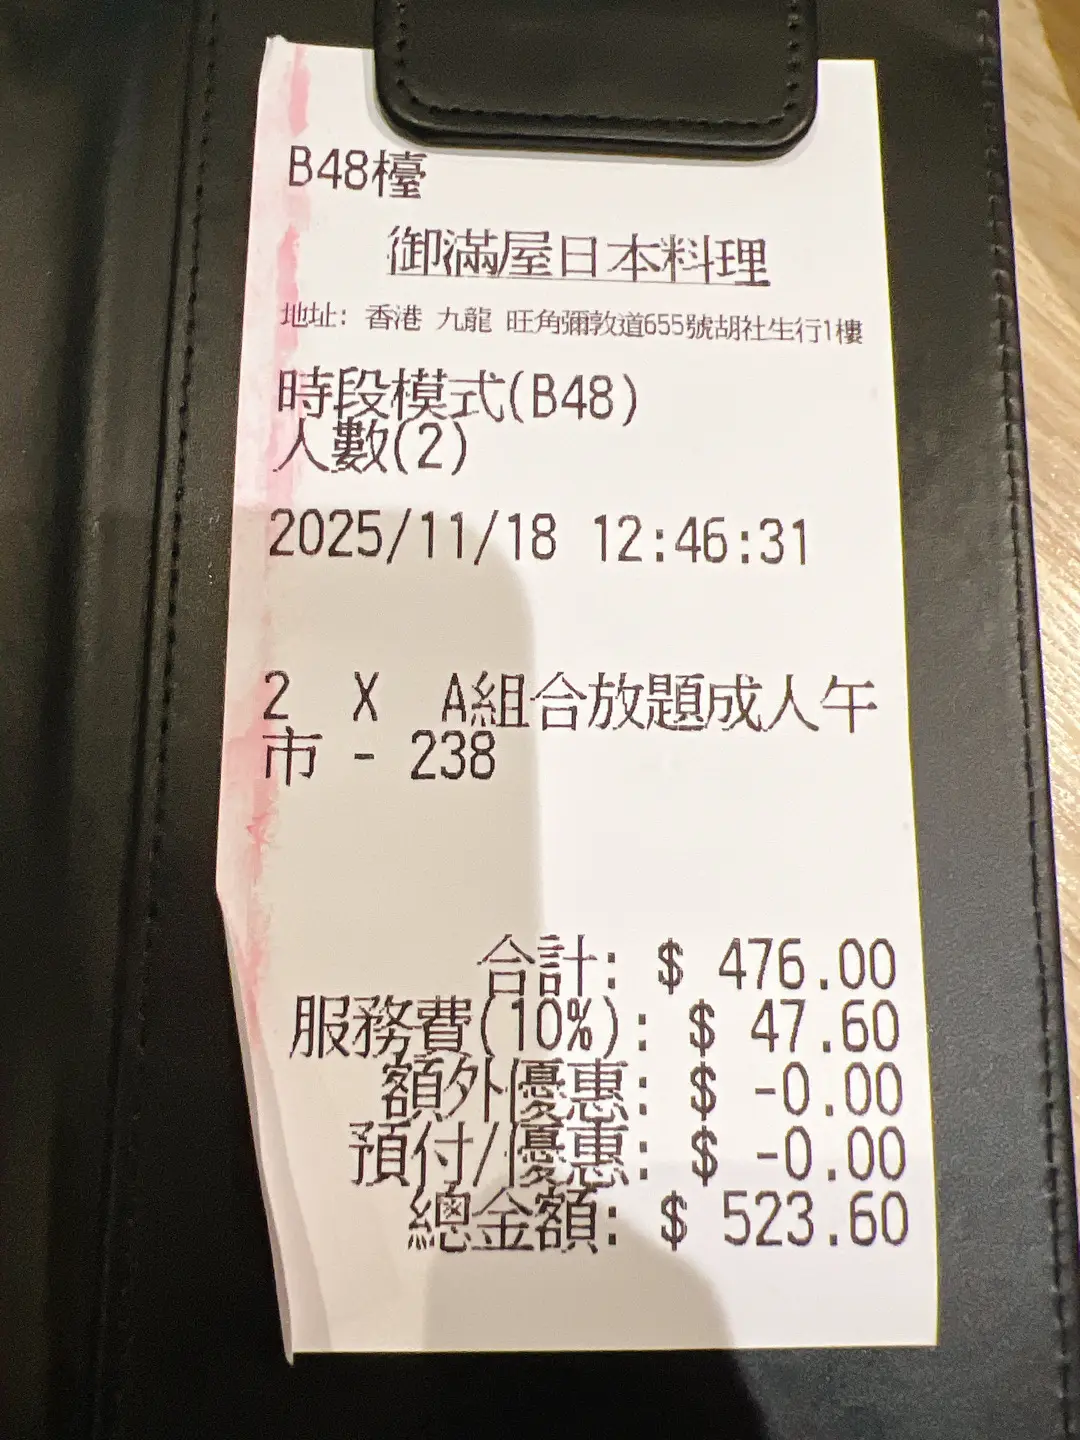 B48檯
御滿屋日本料理
地址: 香港 九龍 旺角彌敦道655號胡社生行1樓
時段模式(B48)
人數(2)
2025/11/18 12:46:31
2 X A組合放題成人午
市 - 238
合計: $ 476.00
服務費(10%): $ 47.60
額外優惠: $ -0.00
預付/優惠: $ -0.00
總金額: $ 523.60